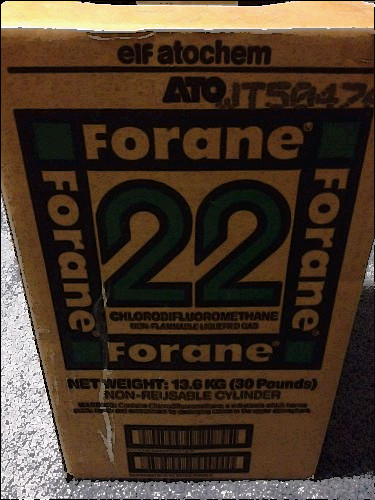 elf atochem
ATO
Forane®
Forane®
22
Forane®
CHLORODIFLUOROMETHANE
NON-FLAMMABLE LIQUEFIED GAS
Forane®
NET WEIGHT: 13.6 KG (30 Pounds)
NON-REUSABLE CYLINDER